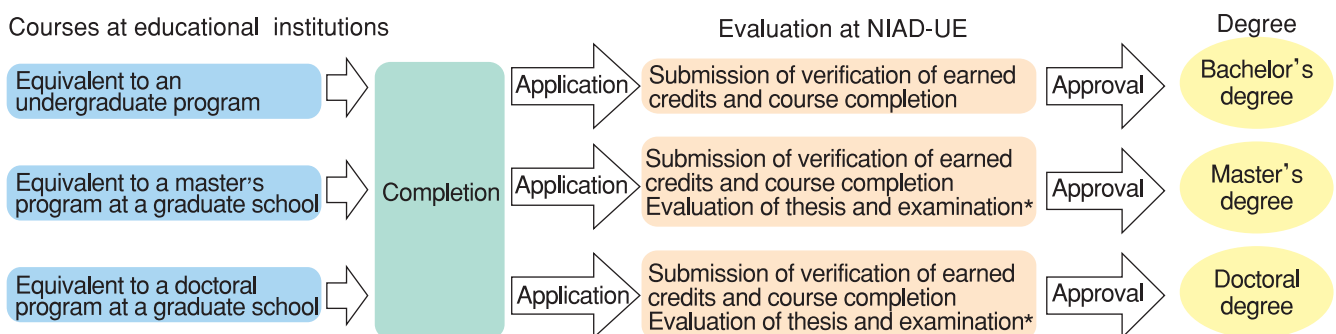 Courses at educational institutions
Evaluation at NIAD-UE
Degree
Equivalent to an
undergraduate program
Application
Submission of verification of earned
credits and course completion
Approval
Bachelor's
degree
Equivalent to a master's
program at a graduate school
Completion
Application
Submission of verification of earned
credits and course completion
Evaluation of thesis and examination*
Approval
Master's
degree
Equivalent to a doctoral
program at a graduate school
Application
Submission of verification of earned
credits and course completion
Evaluation of thesis and examination*
Approval
Doctoral
degree